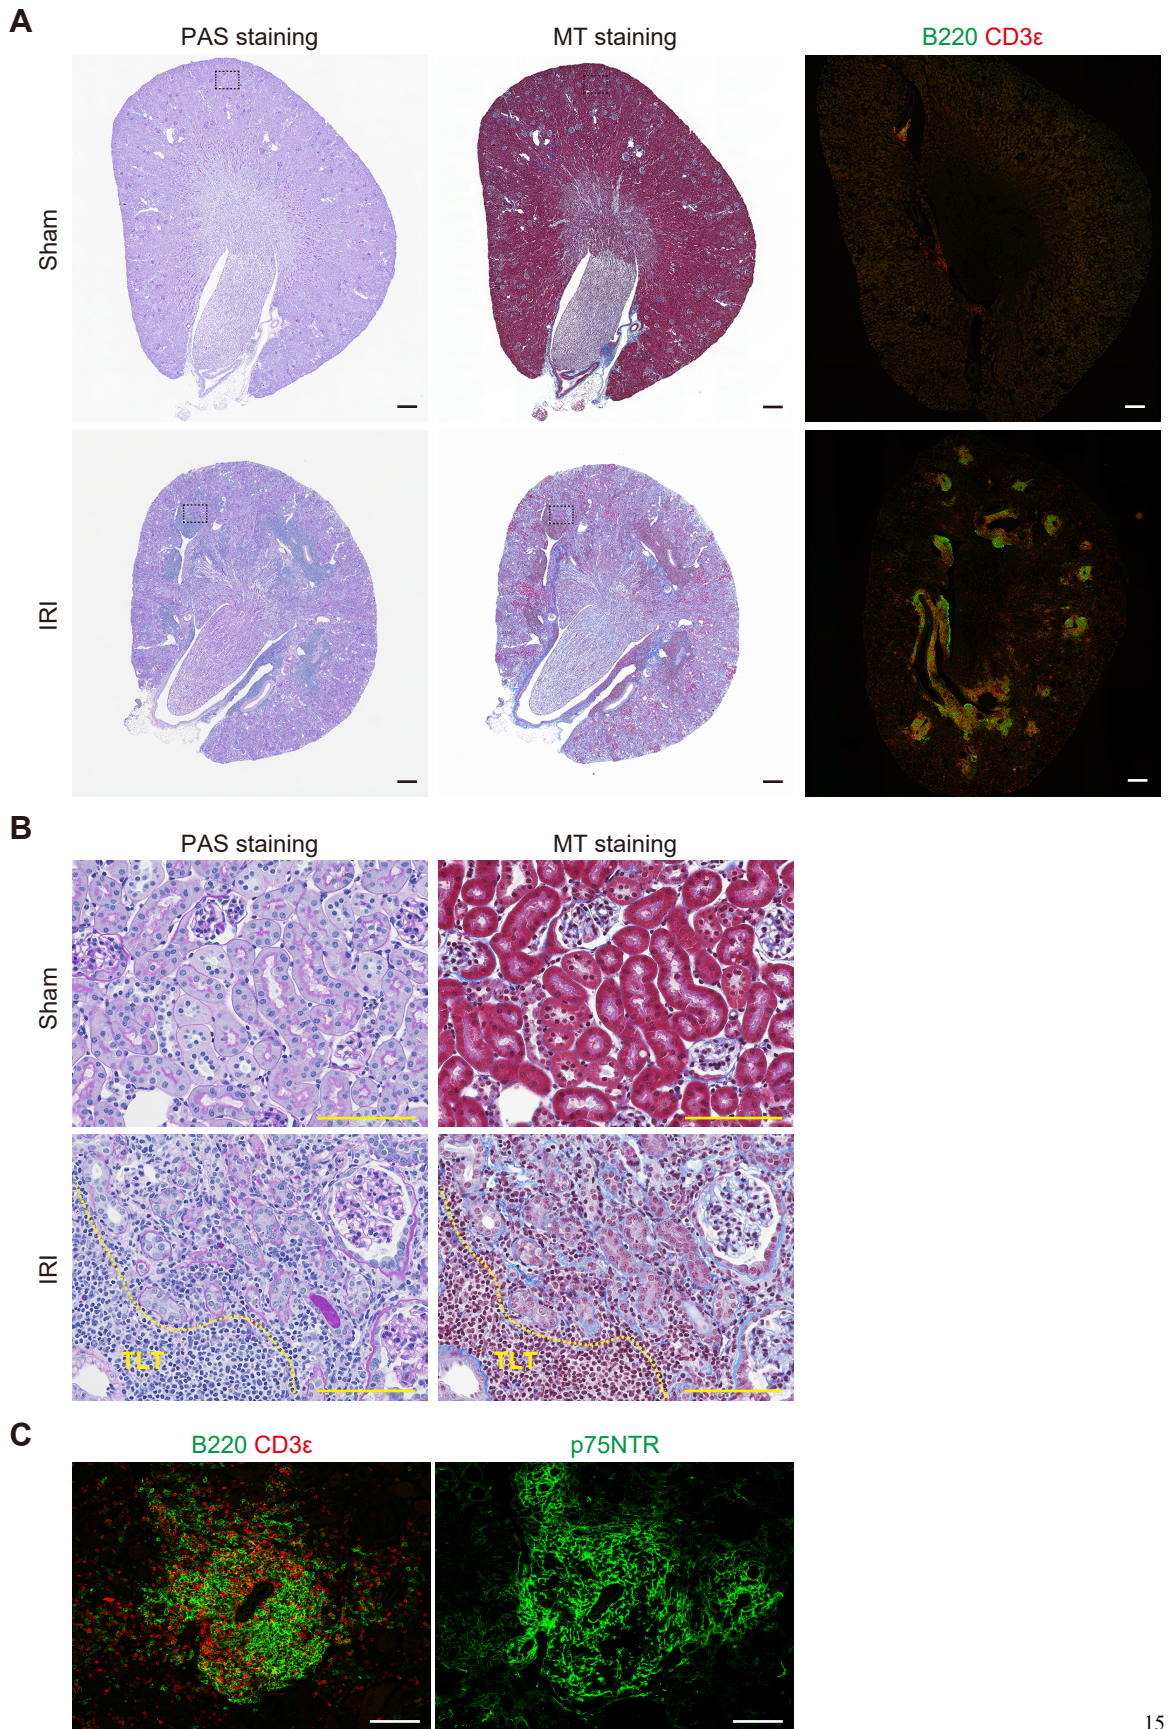 A
PAS staining
MT staining
B220 CD3ε
Sham
IRI
B
PAS staining
MT staining
Sham
IRI
TLT
TLT
C
B220 CD3ε
p75NTR
15